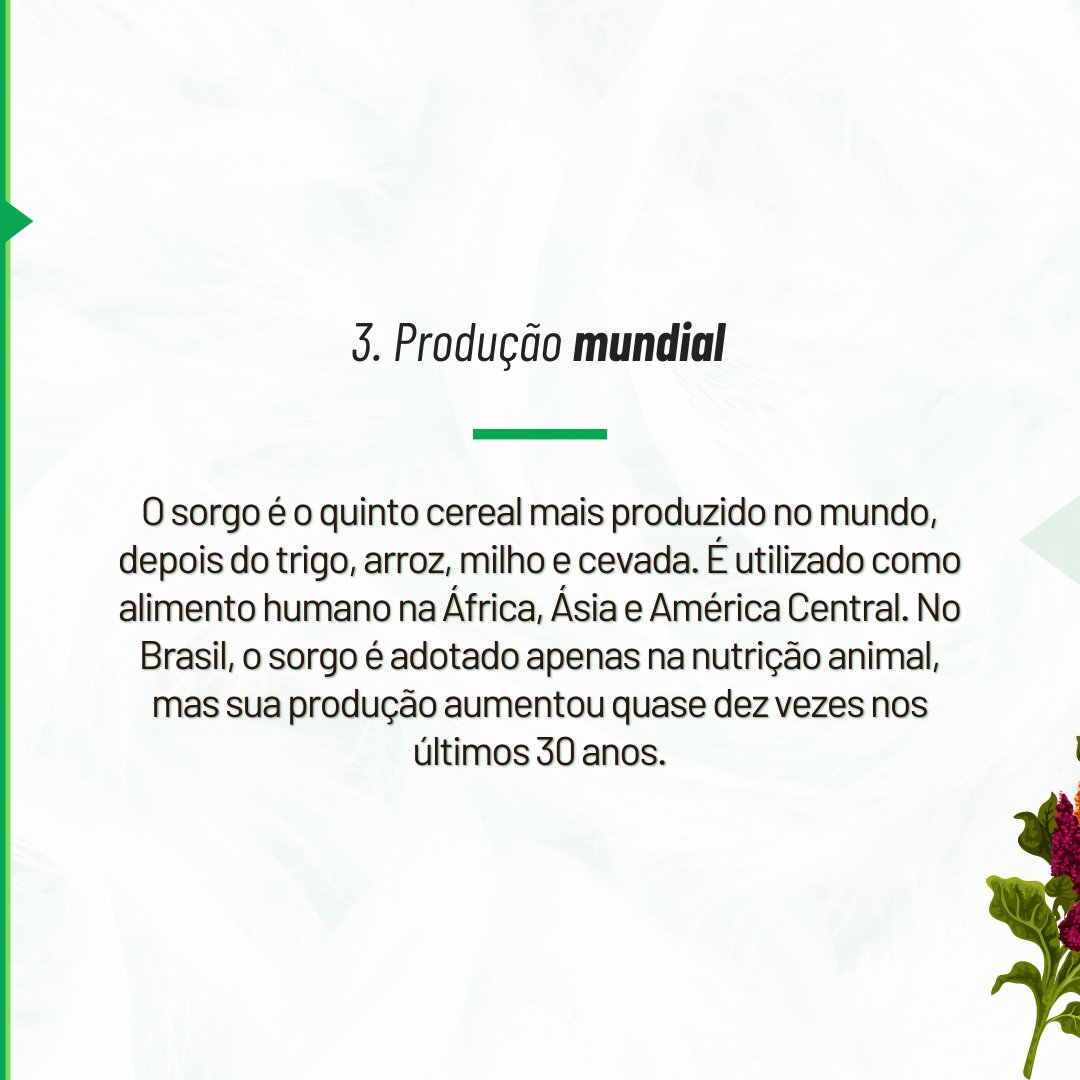 3. Produção mundial
O sorgo é o quinto cereal mais produzido no mundo,
depois do trigo, arroz, milho e cevada. É utilizado como
alimento humano na África, Ásia e América Central. No
Brasil, o sorgo é adotado apenas na nutrição animal,
mas sua produção aumentou quase dez vezes nos
últimos 30 anos.